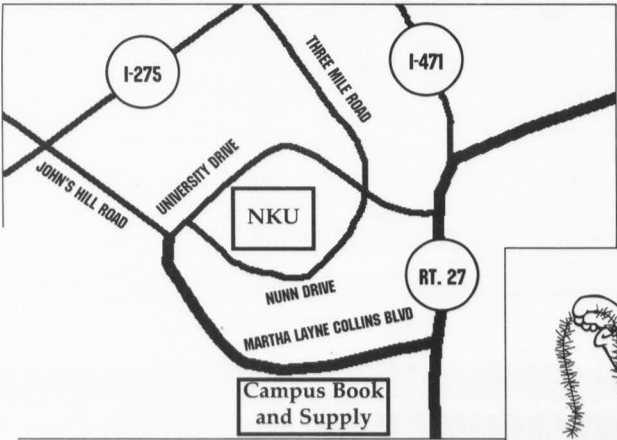 I-275
THREE MILE ROAD
I-471
JOHN'S HILL ROAD
UNIVERSITY DRIVE
NKU
RT. 27
NUNN DRIVE
MARTHA LAYNE COLLINS BLVD
Campus Book
and Supply